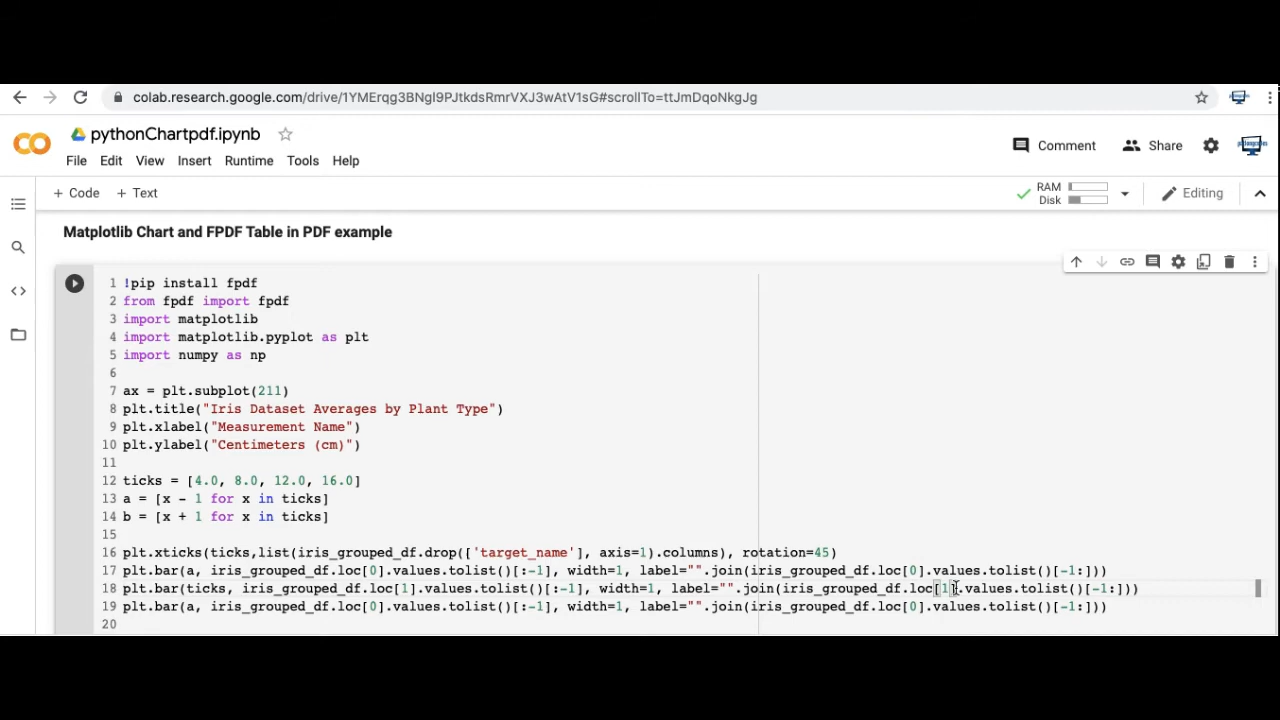 colab.research.google.com/drive/1YMErqg3BNgl9PJtkdsRmrVXJ3wAtV1sG#scrollTo=ttJmDqoNkgJg
pythonChartpdf.ipynb
Comment
Share
File Edit View Insert Runtime Tools Help
+ Code + Text
RAM
Disk
Editing
Matplotlib Chart and FPDF Table in PDF example
1 !pip install fpdf
2 from fpdf import fpdf
3 import matplotlib
4 import matplotlib.pyplot as plt
5 import numpy as np
6
7 ax = plt.subplot(211)
8 plt.title("Iris Dataset Averages by Plant Type")
9 plt.xlabel("Measurement Name")
10 plt.ylabel("Centimeters (cm)")
11
12 ticks = [4.0, 8.0, 12.0, 16.0]
13 a = [x - 1 for x in ticks]
14 b = [x + 1 for x in ticks]
15
16 plt.xticks(ticks,list(iris_grouped_df.drop(['target_name'], axis=1).columns), rotation=45)
17 plt.bar(a, iris_grouped_df.loc[0].values.tolist()[:-1], width=1, label="".join(iris_grouped_df.loc[0].values.tolist()[-1:]))
18 plt.bar(ticks, iris_grouped_df.loc[1].values.tolist()[:-1], width=1, label="".join(iris_grouped_df.loc[1].values.tolist()[-1:]))
19 plt.bar(a, iris_grouped_df.loc[0].values.tolist()[:-1], width=1, label="".join(iris_grouped_df.loc[0].values.tolist()[-1:]))
20